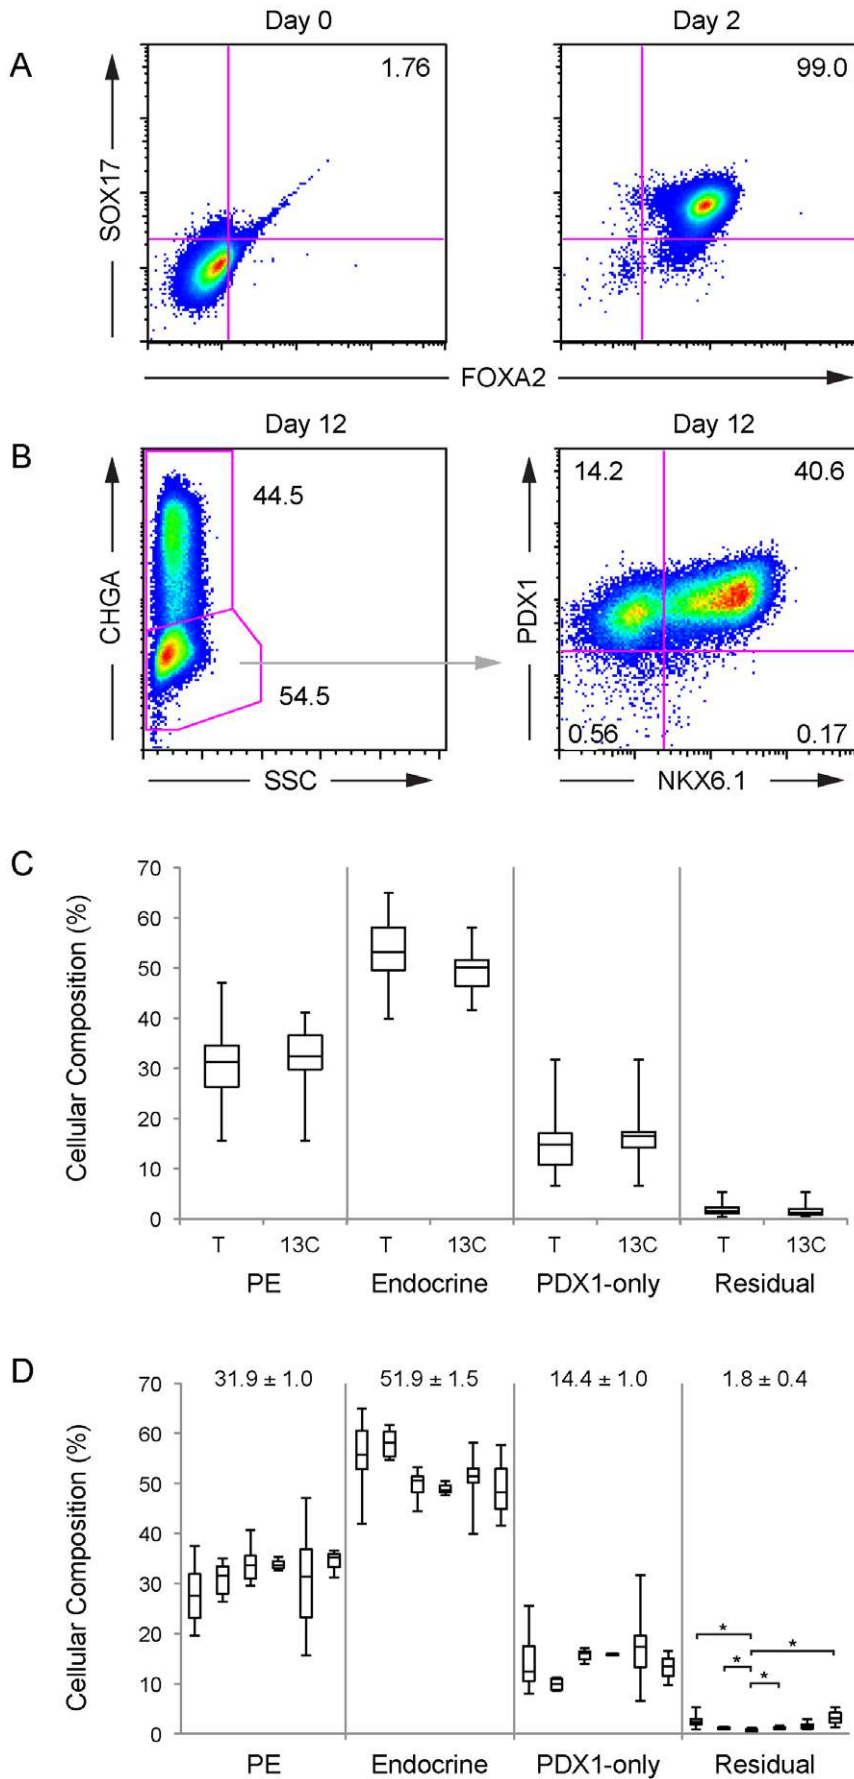 A
Day 0
Day 2
SOX17
1.76
99.0
FOXA2
B
Day 12
Day 12
CHGA
44.5
54.5
SSC
PDX1
14.2
40.6
0.56
0.17
NKX6.1
C
Cellular Composition (%)
70
60
50
40
30
20
10
0
T
13C
T
13C
T
13C
T
13C
PE
Endocrine
PDX1-only
Residual
D
Cellular Composition (%)
70
60
50
40
30
20
10
0
31.9 ± 1.0
51.9 ± 1.5
14.4 ± 1.0
1.8 ± 0.4
*
*
*
*
PE
Endocrine
PDX1-only
Residual